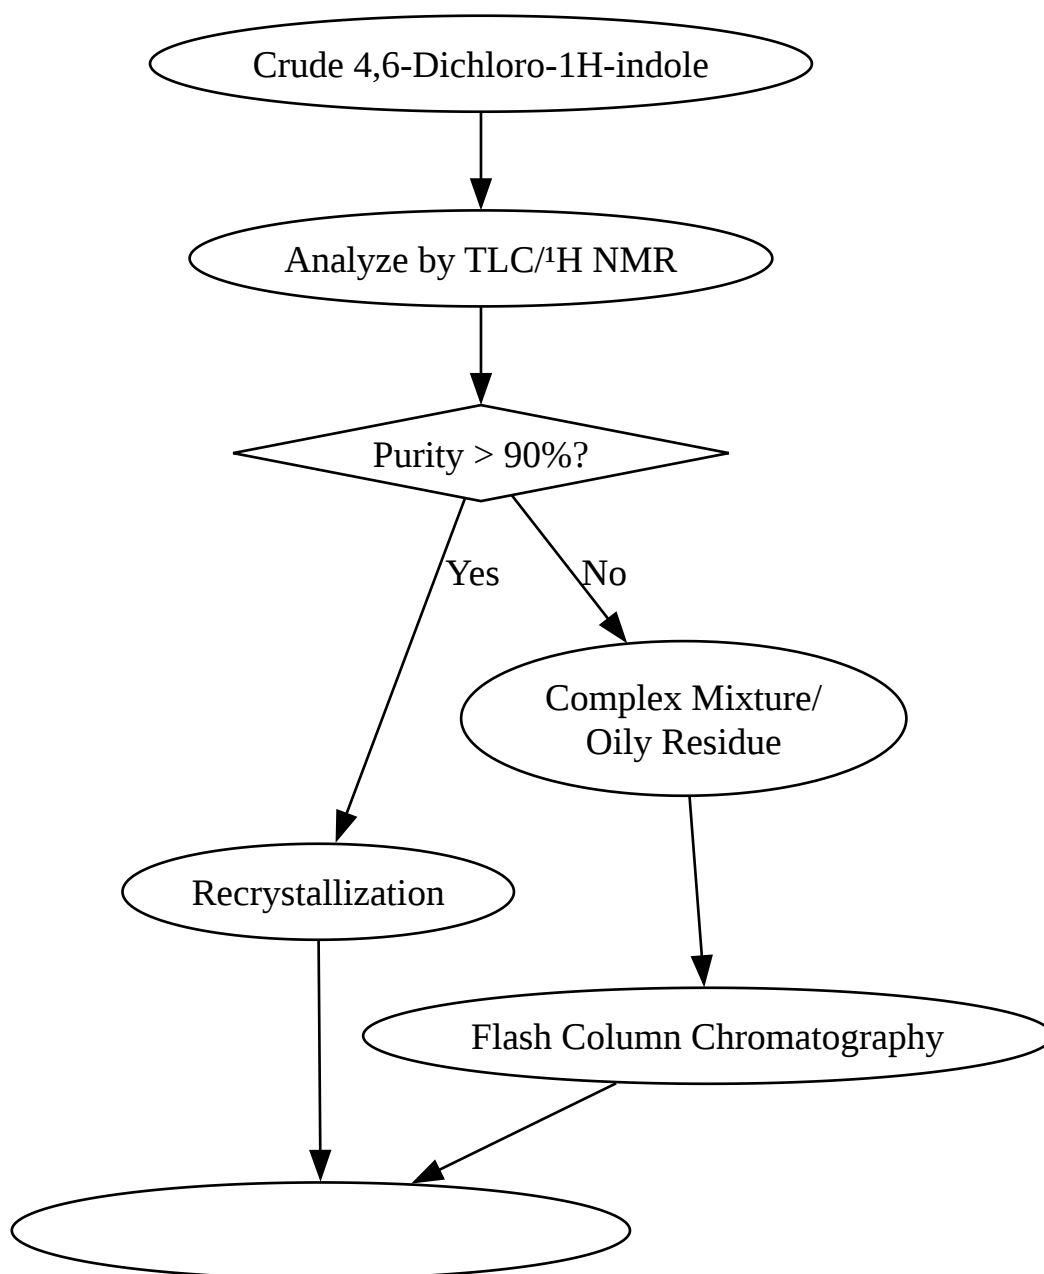 Crude 4,6-Dichloro-1H-indole
Analyze by TLC/¹H NMR
Purity > 90%?
Yes
No
Complex Mixture/
Oily Residue
Recrystallization
Flash Column Chromatography